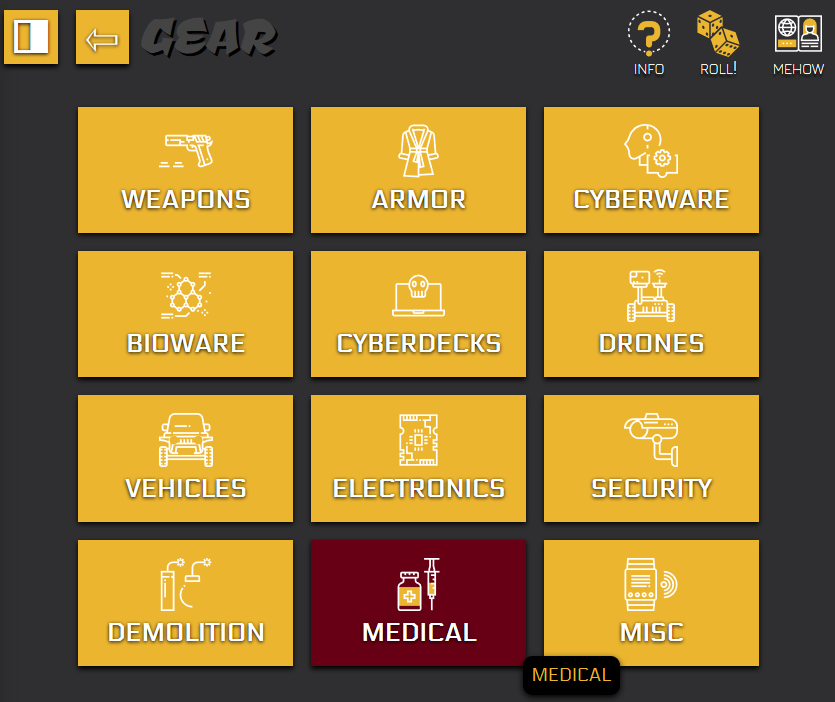 GEAR
INFO
ROLL!
MEHOW
WEAPONS
ARMOR
CYBERWARE
BIOWARE
CYBERDECKS
DRONES
VEHICLES
ELECTRONICS
SECURITY
DEMOLITION
MEDICAL
MISC
MEDICAL